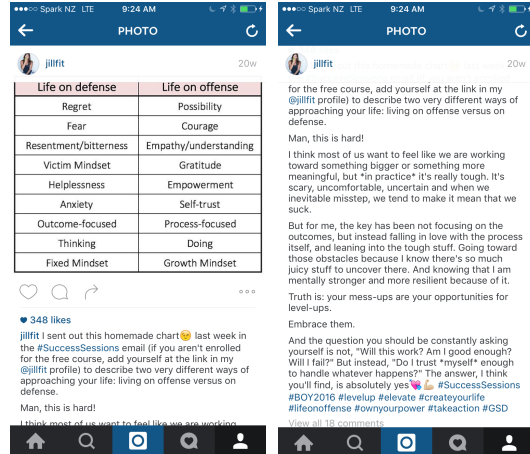 ●●●○○ Spark NZ LTE 9:24 AM
PHOTO
jillfit 20w
Life on defense Life on offense
Regret Possibility
Fear Courage
Resentment/bitterness Empathy/understanding
Victim Mindset Gratitude
Helplessness Empowerment
Anxiety Self-trust
Outcome-focused Process-focused
Thinking Doing
Fixed Mindset Growth Mindset
348 likes
jillfit I sent out this homemade chart😉 last week in
the #SuccessSessions email (if you aren't enrolled
for the free course, add yourself at the link in my
@jillfit profile) to describe two very different ways of
approaching your life: living on offense versus on
defense.
Man, this is hard!
I think most of us want to feel like we are working
●●●○○ Spark NZ LTE 9:24 AM
PHOTO
jillfit 20w
for the free course, add yourself at the link in my
@jillfit profile) to describe two very different ways of
approaching your life: living on offense versus on
defense.
Man, this is hard!
I think most of us want to feel like we are working
toward something bigger or something more
meaningful, but *in practice* it's really tough. It's
scary, uncomfortable, uncertain and when we
inevitable misstep, we tend to make it mean that we
suck.
But for me, the key has been not focusing on the
outcomes, but instead falling in love with the process
itself, and leaning into the tough stuff. Going toward
those obstacles because I know there's so much
juicy stuff to uncover there. And knowing that I am
mentally stronger and more resilient because of it.
Truth is: your mess-ups are your opportunities for
level-ups.
Embrace them.
And the question you should be constantly asking
yourself is not, "Will this work? Am I good enough?
Will I fail?" But instead, "Do I trust *myself* enough
to handle whatever happens?" The answer, I think
you'll find, is absolutely yes💘💪 #SuccessSessions
#BOY2016 #levelup #elevate #createyourlife
#lifeonoffense #ownyourpower #takeaction #GSD
View all 18 comments